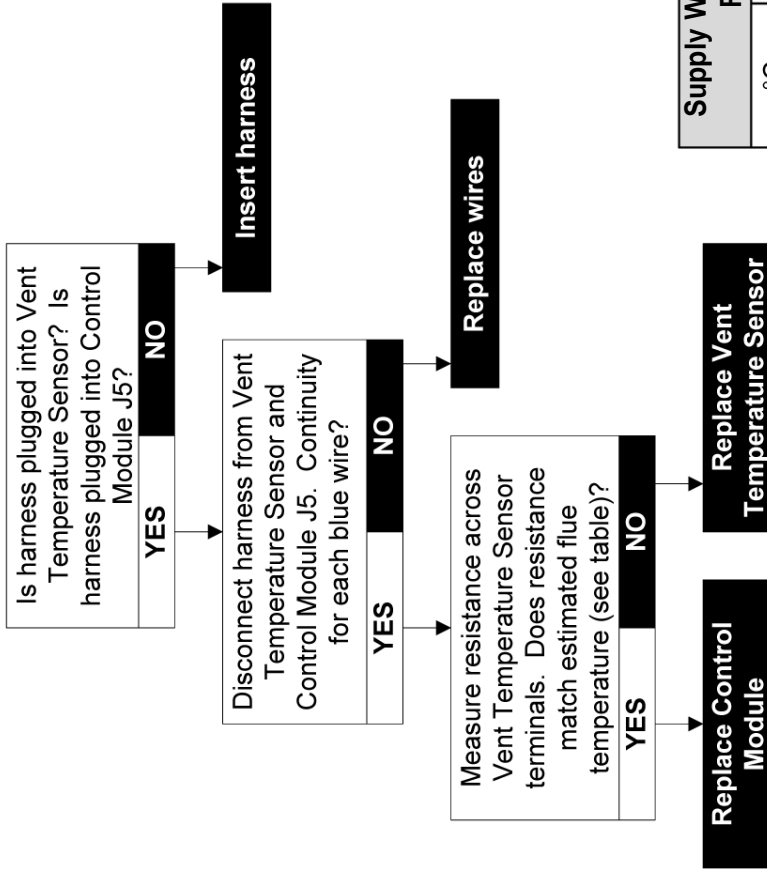 Is harness plugged into Vent
Temperature Sensor? Is
harness plugged into Control
Module J5?
YES
NO
Insert harness
Disconnect harness from Vent
Temperature Sensor and
Control Module J5. Continuity
for each blue wire?
YES
NO
Replace wires
Measure resistance across
Vent Temperature Sensor
terminals. Does resistance
match estimated flue
temperature (see table)?
YES
NO
Replace Control
Module
Replace Vent
Temperature Sensor
Supply W